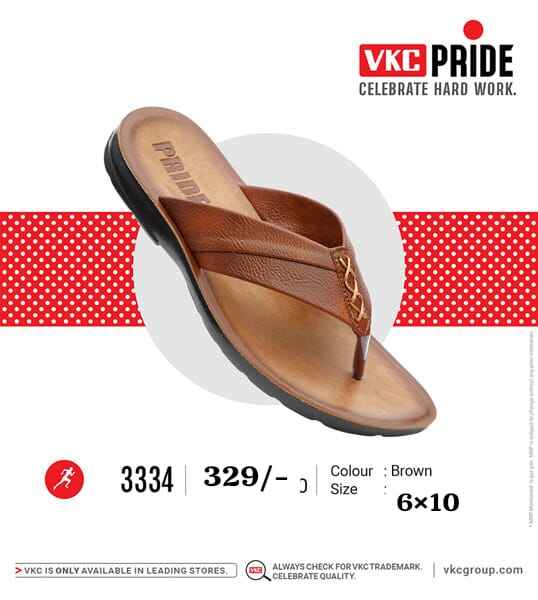 VKC PRIDE
CELEBRATE HARD WORK.
PRIDE
3334
329/-
Colour : Brown
Size : 6×10
> VKC IS ONLY AVAILABLE IN LEADING STORES.
VKC
ALWAYS CHECK FOR VKC TRADEMARK.
CELEBRATE QUALITY.
vkcgroup.com